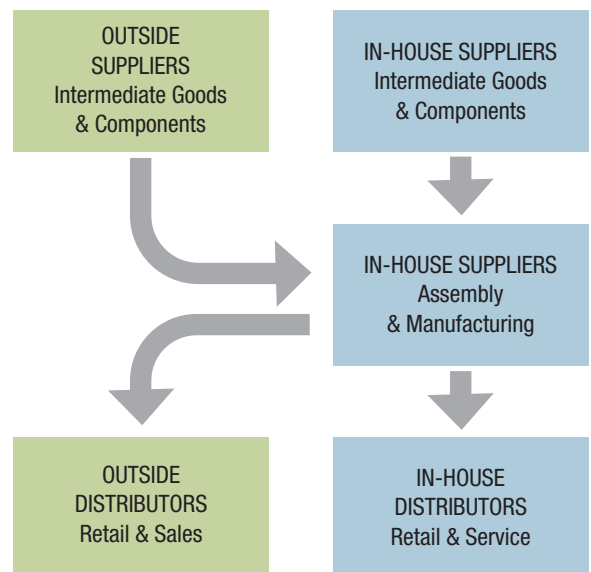 OUTSIDE
SUPPLIERS
Intermediate Goods
& Components
IN-HOUSE SUPPLIERS
Intermediate Goods
& Components
IN-HOUSE SUPPLIERS
Assembly
& Manufacturing
OUTSIDE
DISTRIBUTORS
Retail & Sales
IN-HOUSE
DISTRIBUTORS
Retail & Service